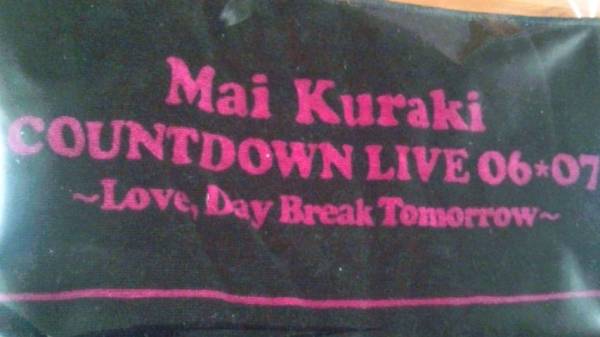 Mai Kuraki
COUNTDOWN LIVE 06*07
~Love, Day Break Tomorrow~